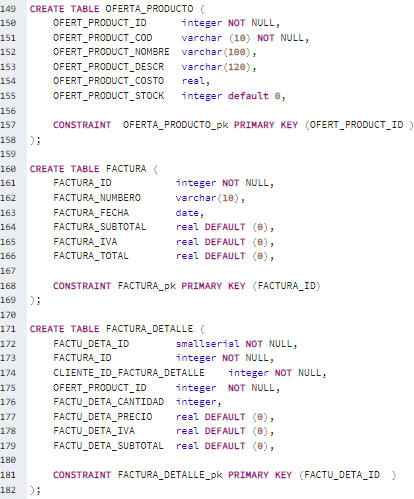 149 CREATE TABLE OFERTA_PRODUCTO (
150 OFERT_PRODUCT_ID integer NOT NULL,
151 OFERT_PRODUCT_COD varchar (10) NOT NULL,
152 OFERT_PRODUCT_NOMBRE varchar(100),
153 OFERT_PRODUCT_DESCR varchar(120),
154 OFERT_PRODUCT_COSTO real,
155 OFERT_PRODUCT_STOCK integer default 0,
156
157 CONSTRAINT OFERTA_PRODUCTO_pk PRIMARY KEY (OFERT_PRODUCT_ID )
158 );
159
160 CREATE TABLE FACTURA (
161 FACTURA_ID integer NOT NULL,
162 FACTURA_NUMBERO varchar(10),
163 FACTURA_FECHA date,
164 FACTURA_SUBTOTAL real DEFAULT (0),
165 FACTURA_IVA real DEFAULT (0),
166 FACTURA_TOTAL real DEFAULT (0),
167
168 CONSTRAINT FACTURA_pk PRIMARY KEY (FACTURA_ID)
169 );
170
171 CREATE TABLE FACTURA_DETALLE (
172 FACTU_DETA_ID smallserial NOT NULL,
173 FACTURA_ID integer NOT NULL,
174 CLIENTE_ID_FACTURA_DETALLE integer NOT NULL,
175 OFERT_PRODUCT_ID integer NOT NULL,
176 FACTU_DETA_CANTIDAD integer,
177 FACTU_DETA_PRECIO real DEFAULT (0),
178 FACTU_DETA_IVA real DEFAULT (0),
179 FACTU_DETA_SUBTOTAL real DEFAULT (0),
180
181 CONSTRAINT FACTURA_DETALLE_pk PRIMARY KEY (FACTU_DETA_ID )
182 );